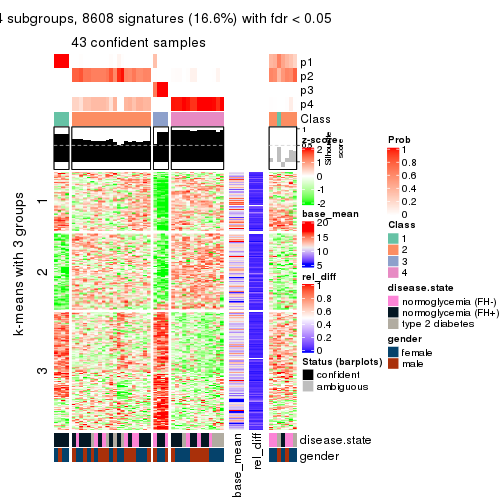 4 subgroups, 8608 signatures (16.6%) with fdr < 0.05
43 confident samples
p1
p2
p3
p4
Class
1
0.5
0
Silhouette
score
k-means with 3 groups
1
2
3
z-score
2
1
0
-1
-2
base_mean
20
15
10
5
rel_diff
1
0.8
0.6
0.4
0.2
0
Status (barplots)
confident
ambiguous
Prob
1
0.8
0.6
0.4
0.2
0
Class
1
2
3
4
disease.state
normoglycemia (FH-)
normoglycemia (FH+)
type 2 diabetes
gender
female
male
disease.state
gender
base_mean
rel_diff